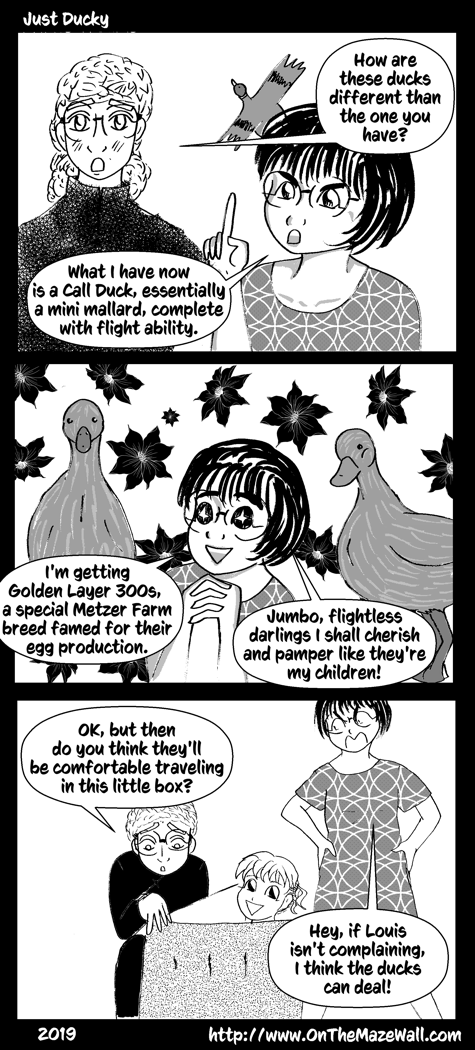 Just Ducky
How are
these ducks
different than
the one you
have?
What I have now
is a Call Duck, essentially
a mini mallard, complete
with flight ability.
I'm getting
Golden Layer 300s,
a special Metzer Farm
breed famed for their
egg production.
Jumbo, flightless
darlings I shall cherish
and pamper like they're
my children!
OK, but then
do you think they'll
be comfortable traveling
in this little box?
Hey, if Louis
isn't complaining,
I think the ducks
can deal!
2019 http://www.OnTheMazeWall.com